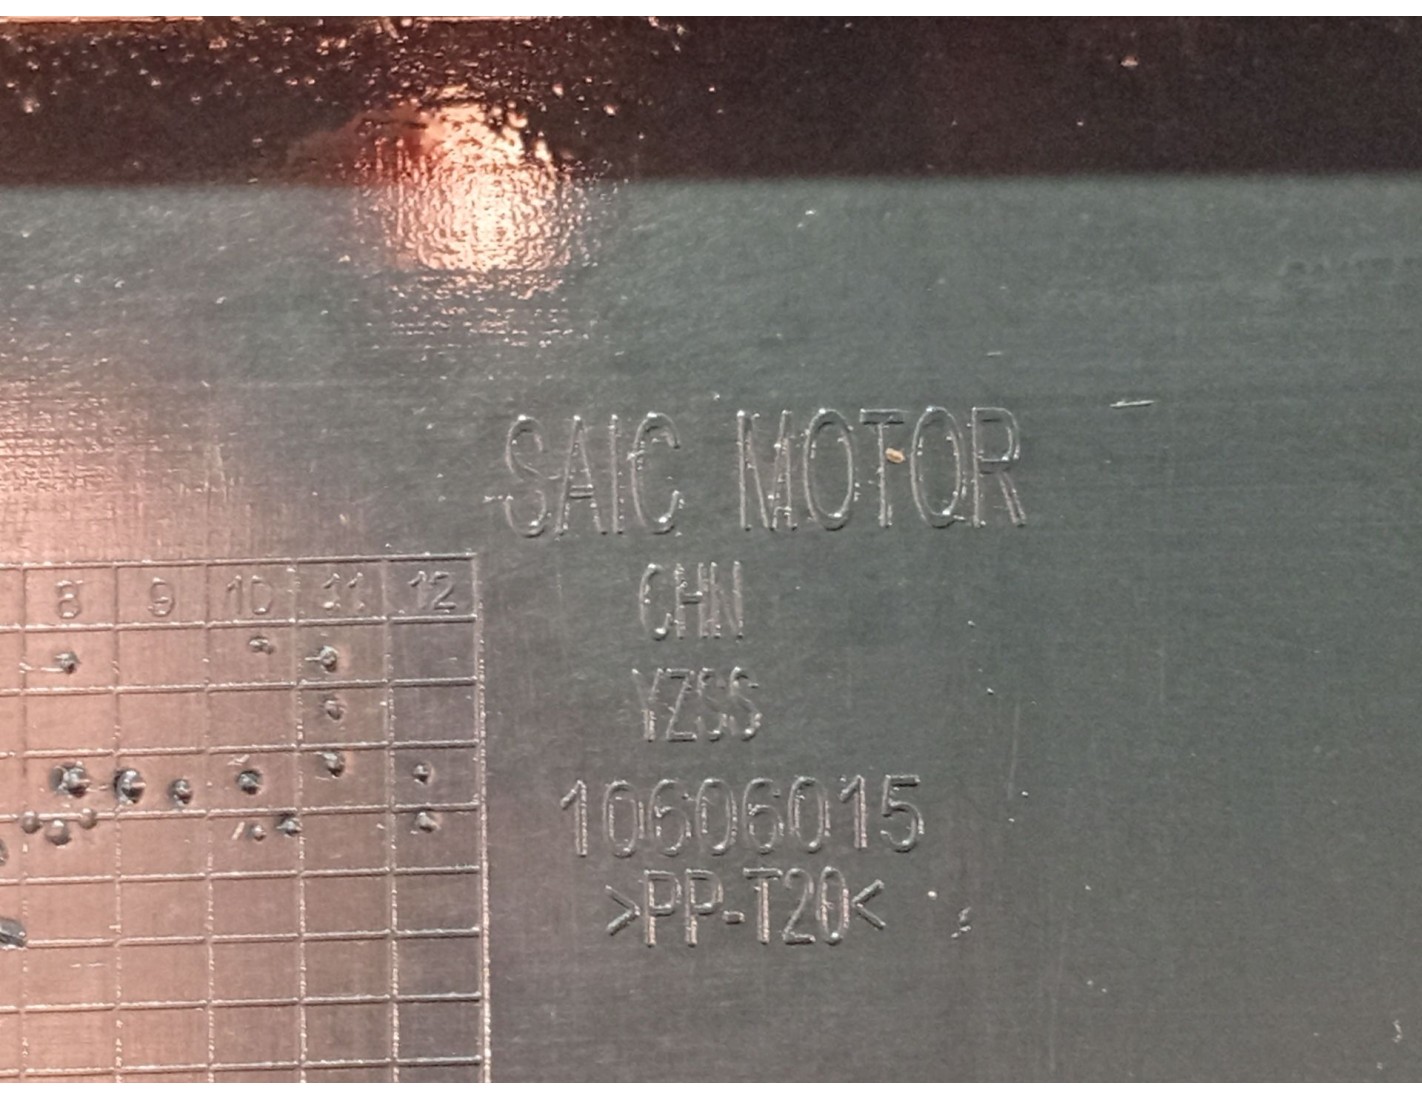 SAIC MOTOR
CHN
YZSS
10606015
>PP-T20<
8 9 10 11 12